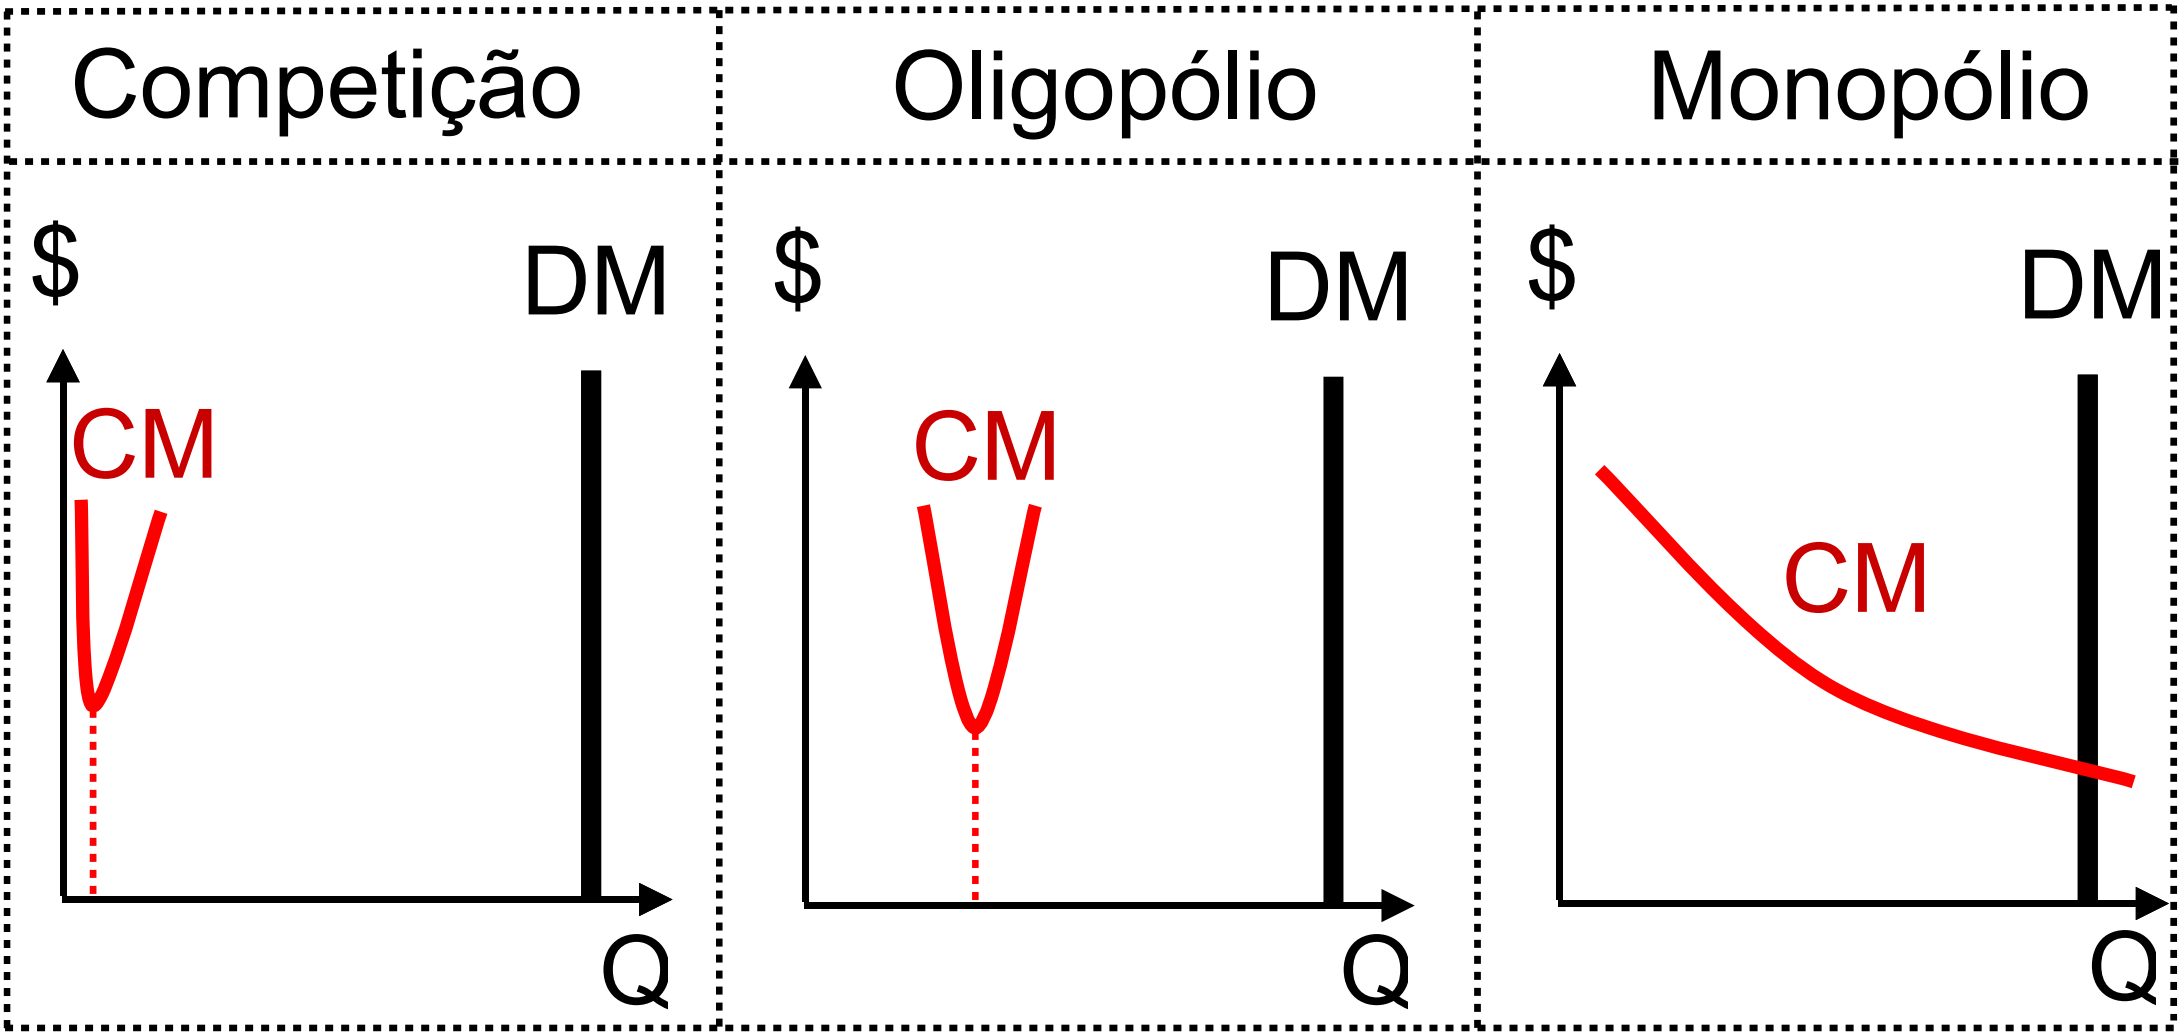 Competição
Oligopólio
Monopólio
$
DM
CM
Q
$
DM
CM
Q
$
DM
CM
Q